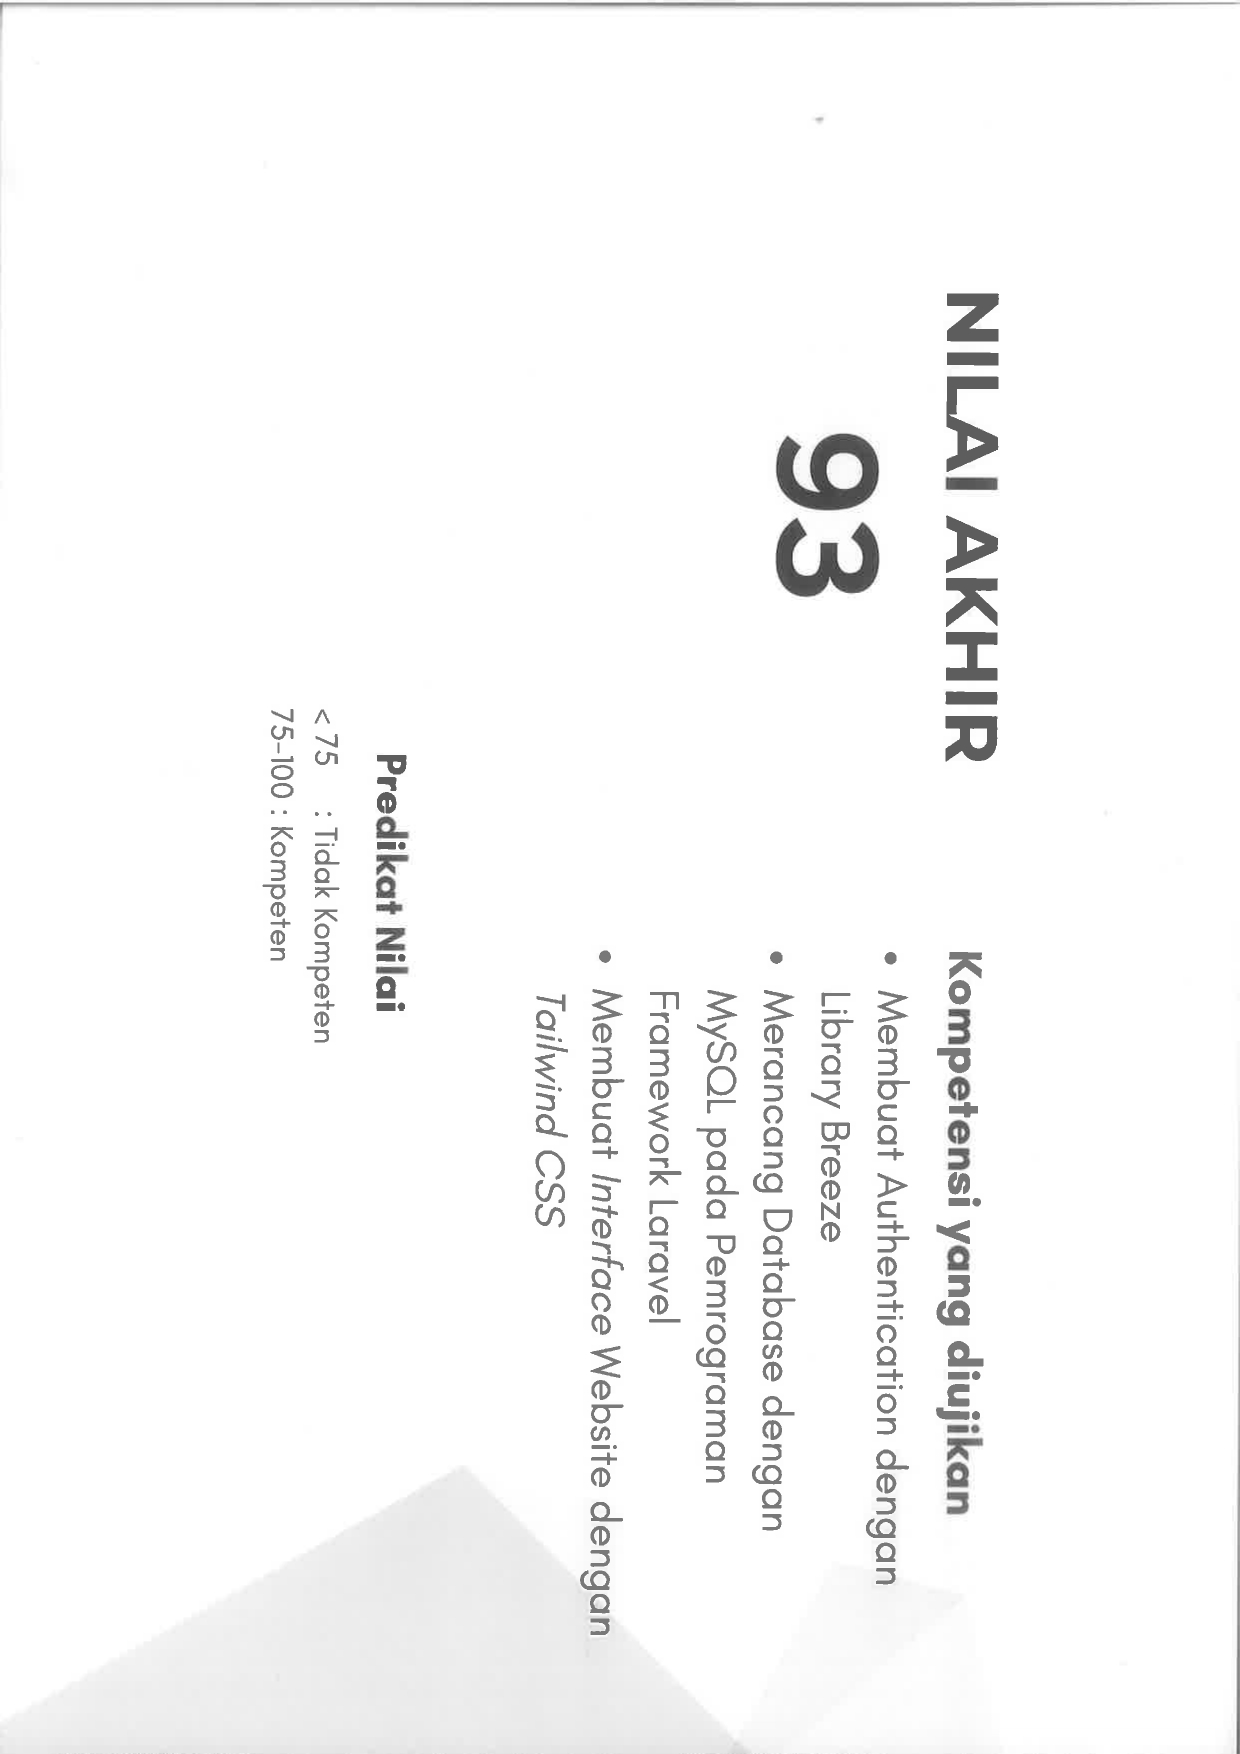 NILAI AKHIR
93
Kompetensi yang diujikan
• Membuat Authentication dengan
Library Breeze
• Merancang Database dengan
MySQL pada Pemrograman
Framework Laravel
• Membuat Interface Website dengan
Tailwind CSS
Predikat Nilai
< 75 : Tidak Kompeten
75-100 : Kompeten